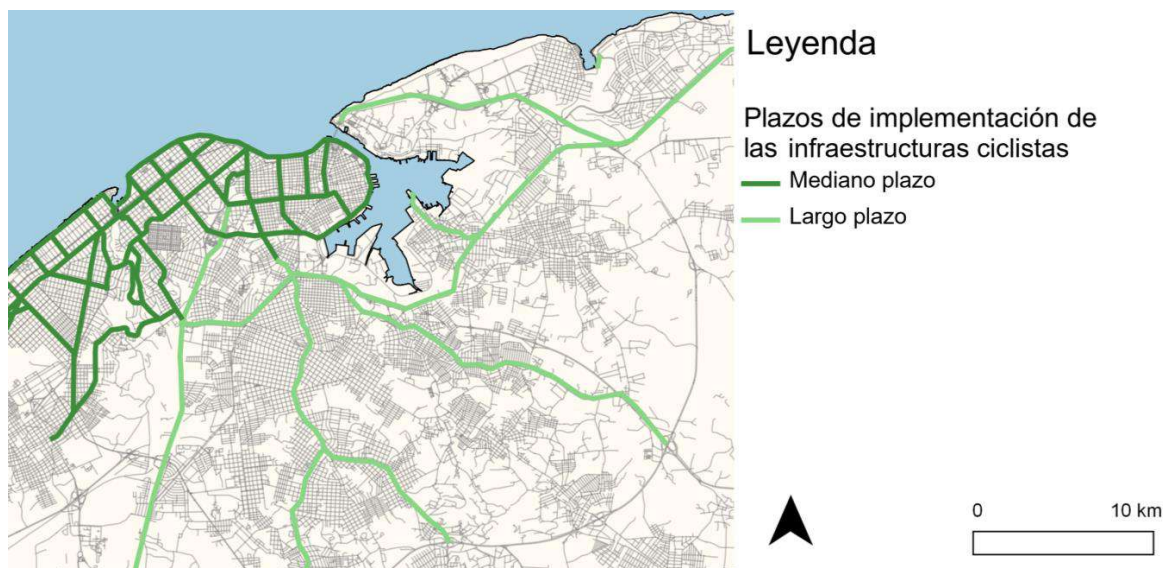 Leyenda
Plazos de implementación de
las infraestructuras ciclistas
Mediano plazo
Largo plazo
0 10 km